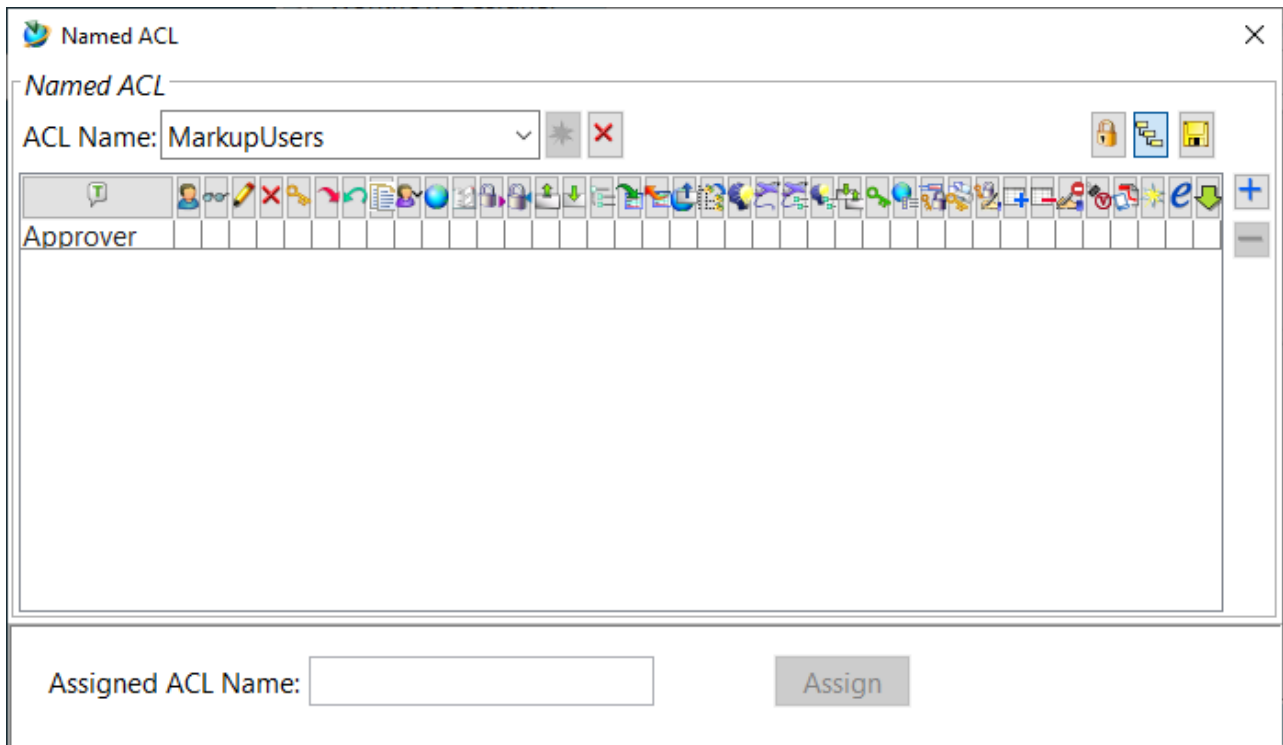 Named ACL
Named ACL
ACL Name: MarkupUsers
Approver
Assigned ACL Name:
Assign